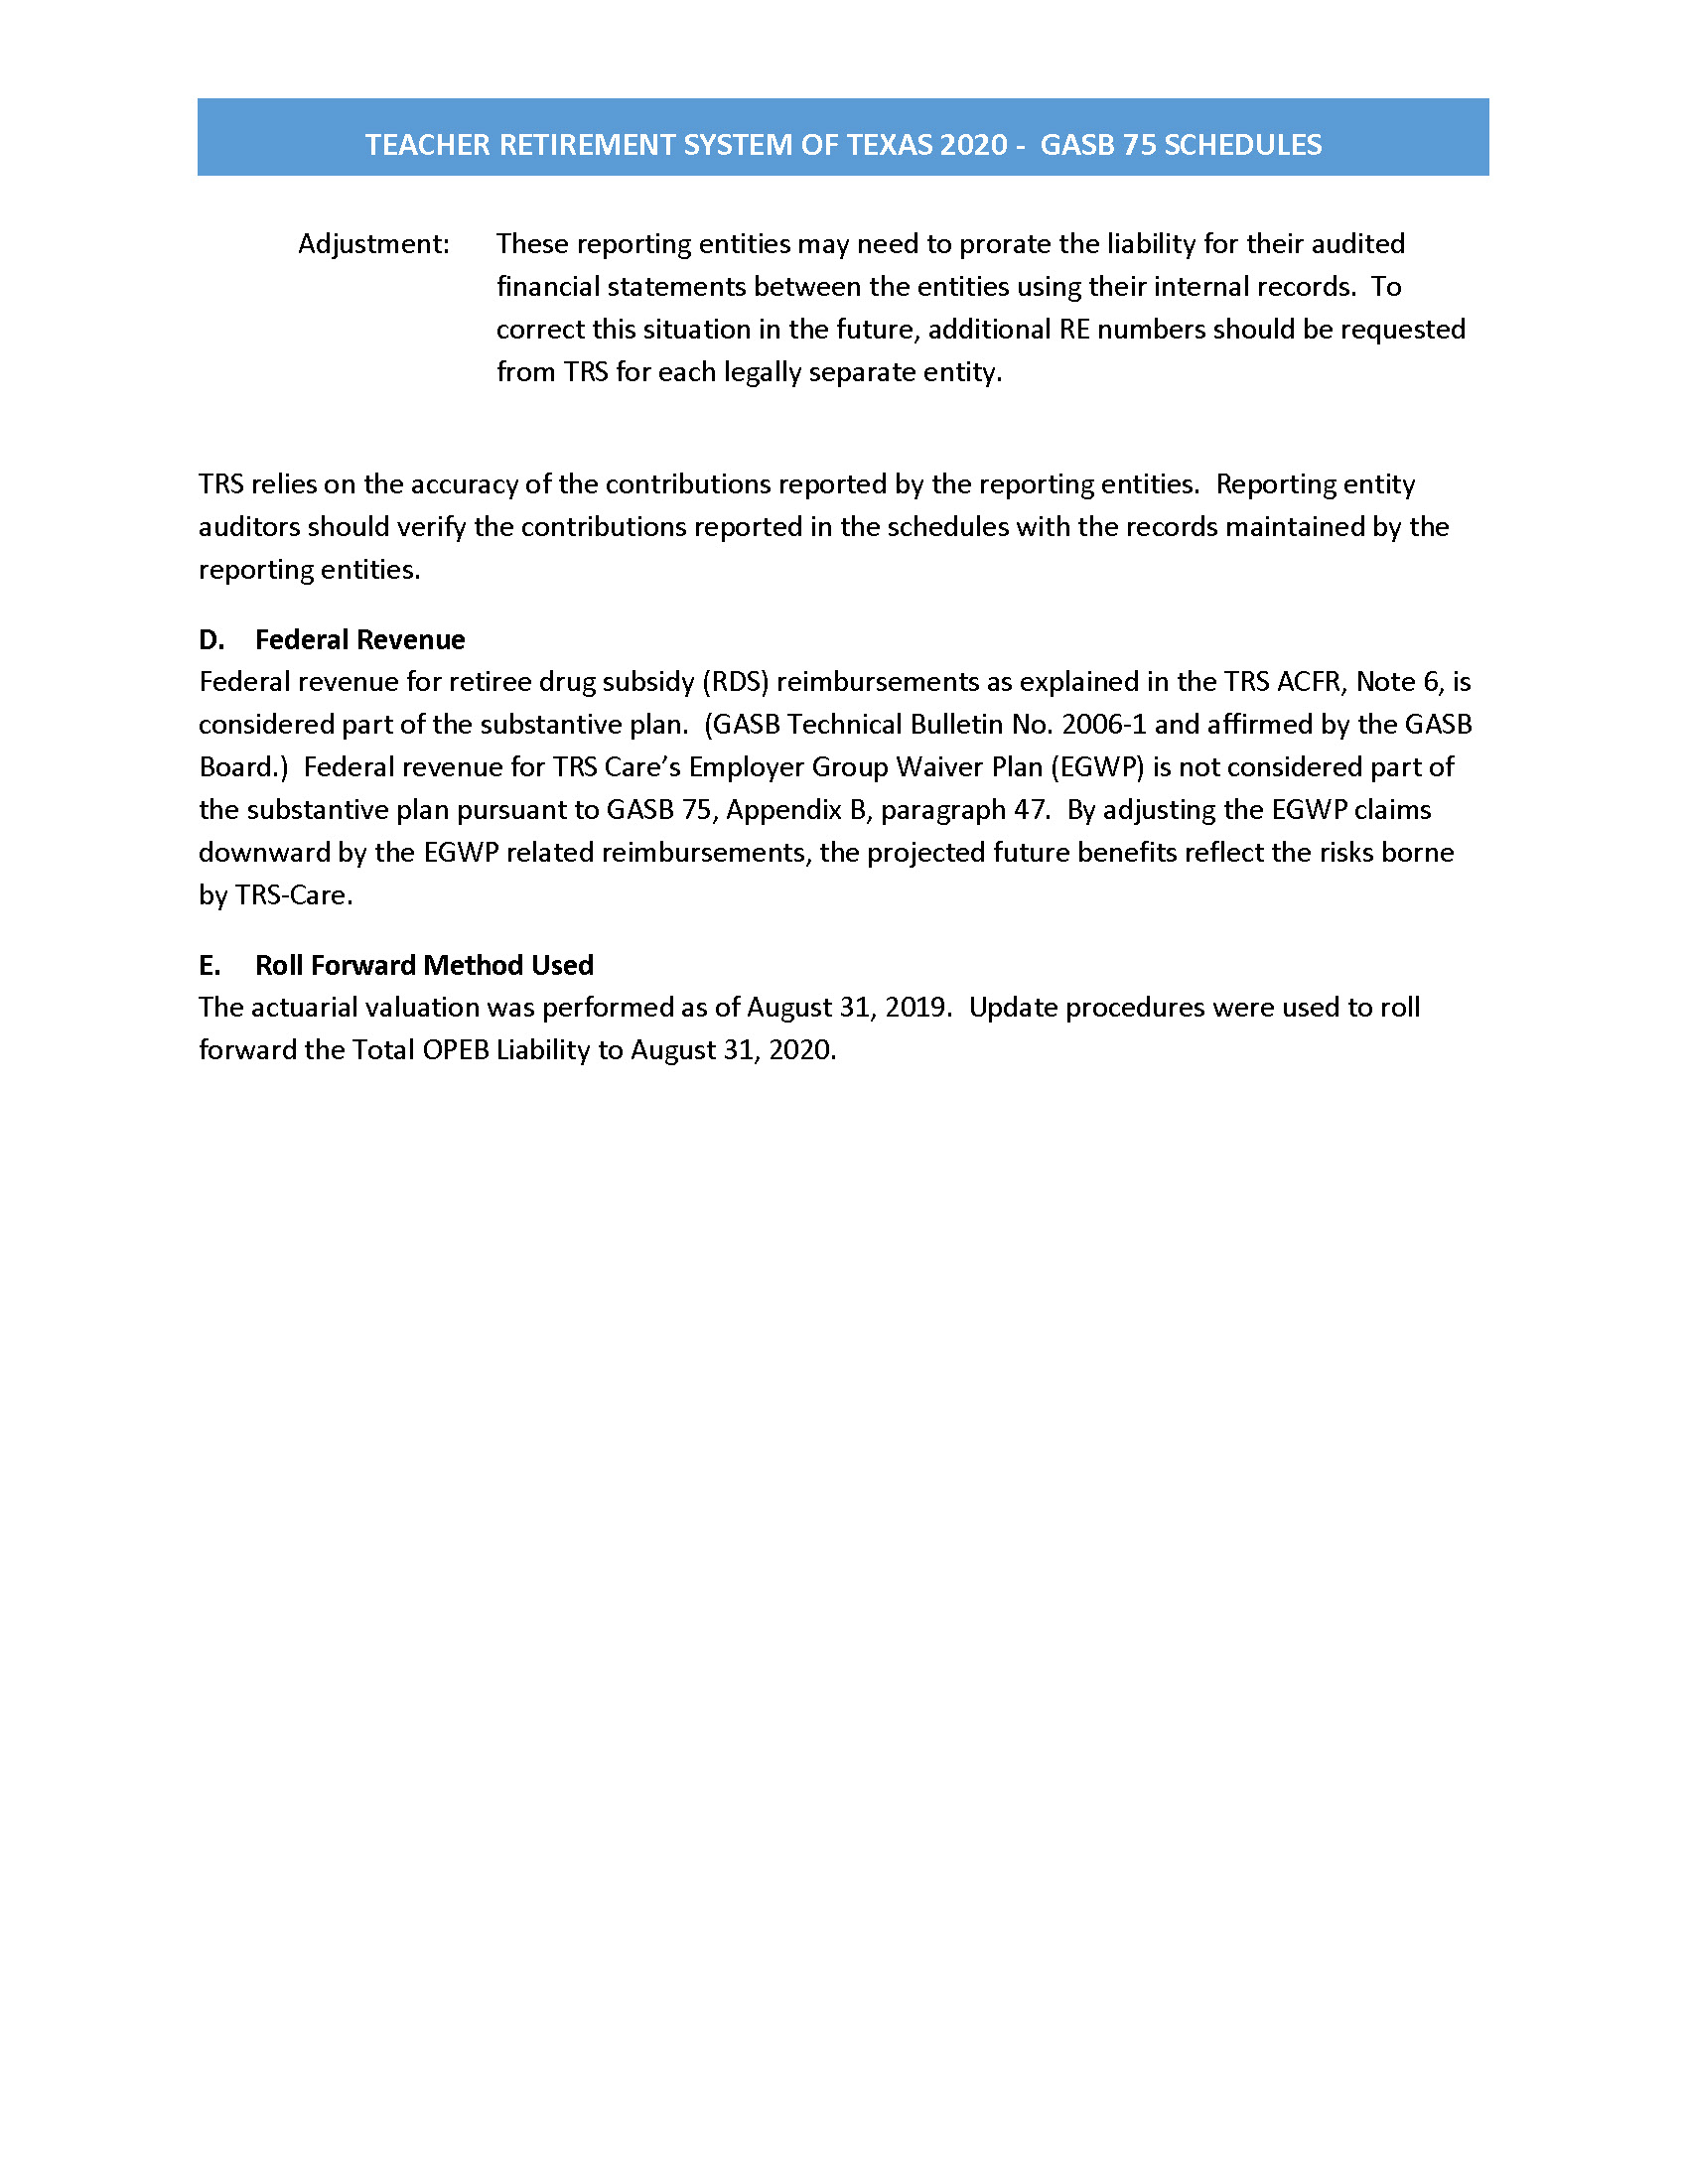 TEACHER RETIREMENT SYSTEM OF TEXAS 2020 - GASB 75 SCHEDULES
Adjustment: These reporting entities may need to prorate the liability for their audited
financial statements between the entities using their internal records. To
correct this situation in the future, additional RE numbers should be requested
from TRS for each legally separate entity.
TRS relies on the accuracy of the contributions reported by the reporting entities. Reporting entity
auditors should verify the contributions reported in the schedules with the records maintained by the
reporting entities.
D. Federal Revenue
Federal revenue for retiree drug subsidy (RDS) reimbursements as explained in the TRS ACFR, Note 6, is
considered part of the substantive plan. (GASB Technical Bulletin No. 2006-1 and affirmed by the GASB
Board.) Federal revenue for TRS Care’s Employer Group Waiver Plan (EGWP) is not considered part of
the substantive plan pursuant to GASB 75, Appendix B, paragraph 47. By adjusting the EGWP claims
downward by the EGWP related reimbursements, the projected future benefits reflect the risks borne
by TRS-Care.
E. Roll Forward Method Used
The actuarial valuation was performed as of August 31, 2019. Update procedures were used to roll
forward the Total OPEB Liability to August 31, 2020.